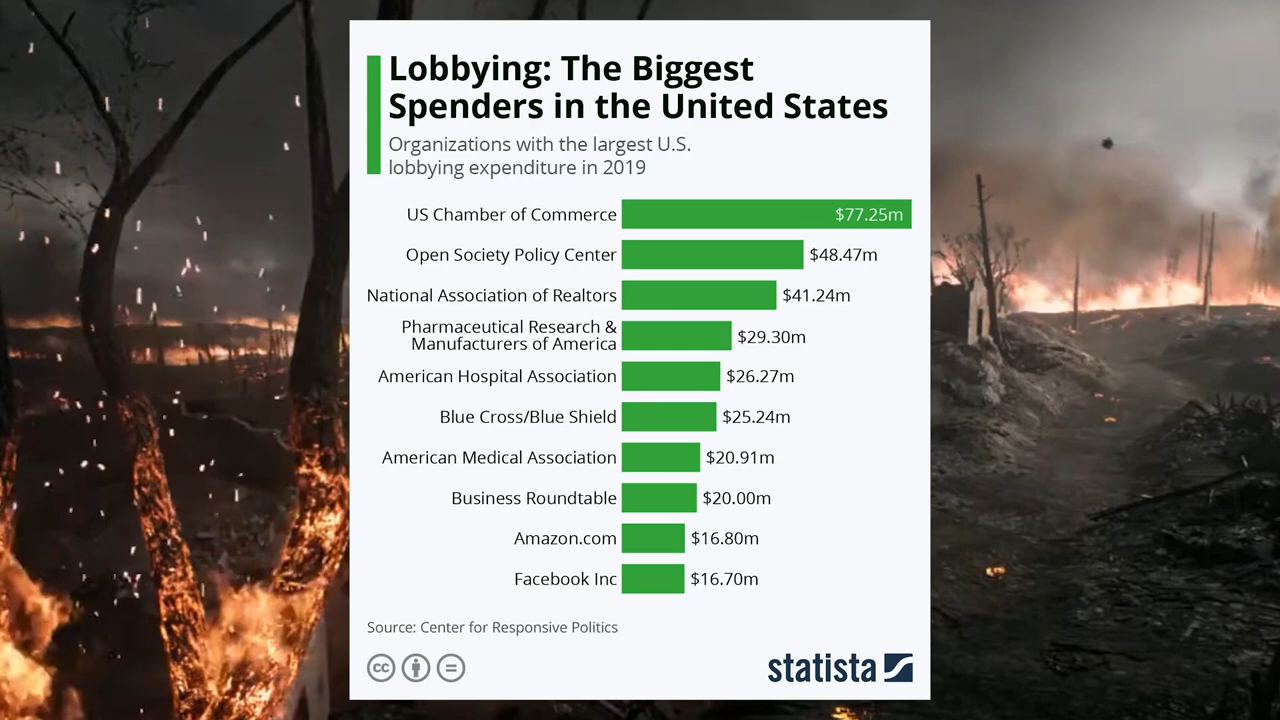 Lobbying: The Biggest
Spenders in the United States
Organizations with the largest U.S.
lobbying expenditure in 2019
US Chamber of Commerce $77.25m
Open Society Policy Center $48.47m
National Association of Realtors $41.24m
Pharmaceutical Research &
Manufacturers of America $29.30m
American Hospital Association $26.27m
Blue Cross/Blue Shield $25.24m
American Medical Association $20.91m
Business Roundtable $20.00m
Amazon.com $16.80m
Facebook Inc $16.70m
Source: Center for Responsive Politics
cc
statista